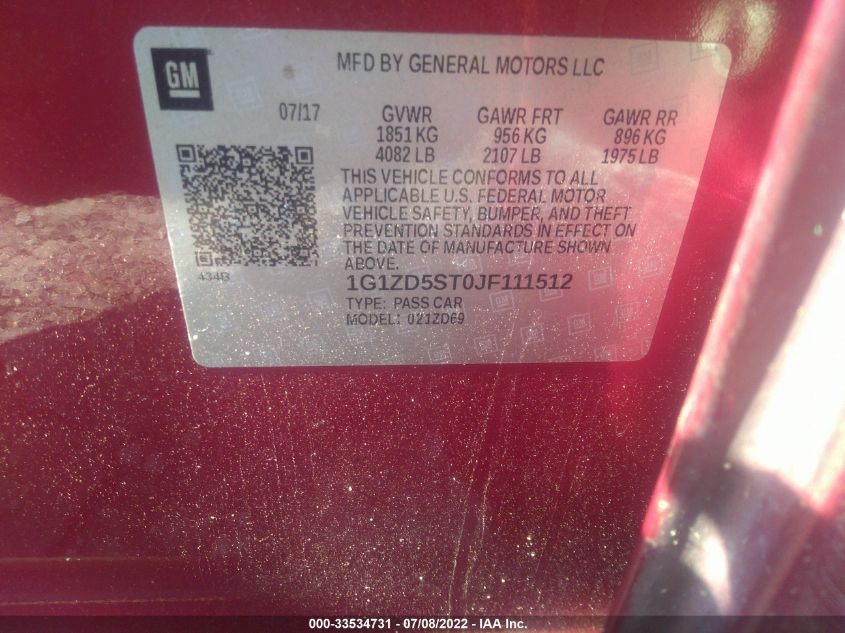 GM
MFD BY GENERAL MOTORS LLC
07/17 GVWR GAWR FRT GAWR RR
1851 KG 956 KG 896 KG
4082 LB 2107 LB 1975 LB
THIS VEHICLE CONFORMS TO ALL
APPLICABLE U.S. FEDERAL MOTOR
VEHICLE SAFETY, BUMPER, AND THEFT
PREVENTION STANDARDS IN EFFECT ON
THE DATE OF MANUFACTURE SHOWN
ABOVE.
434B
1G1ZD5ST0JF111512
TYPE: PASS CAR
MODEL: 021ZD69
000-33534731 - 07/08/2022 - IAA Inc.